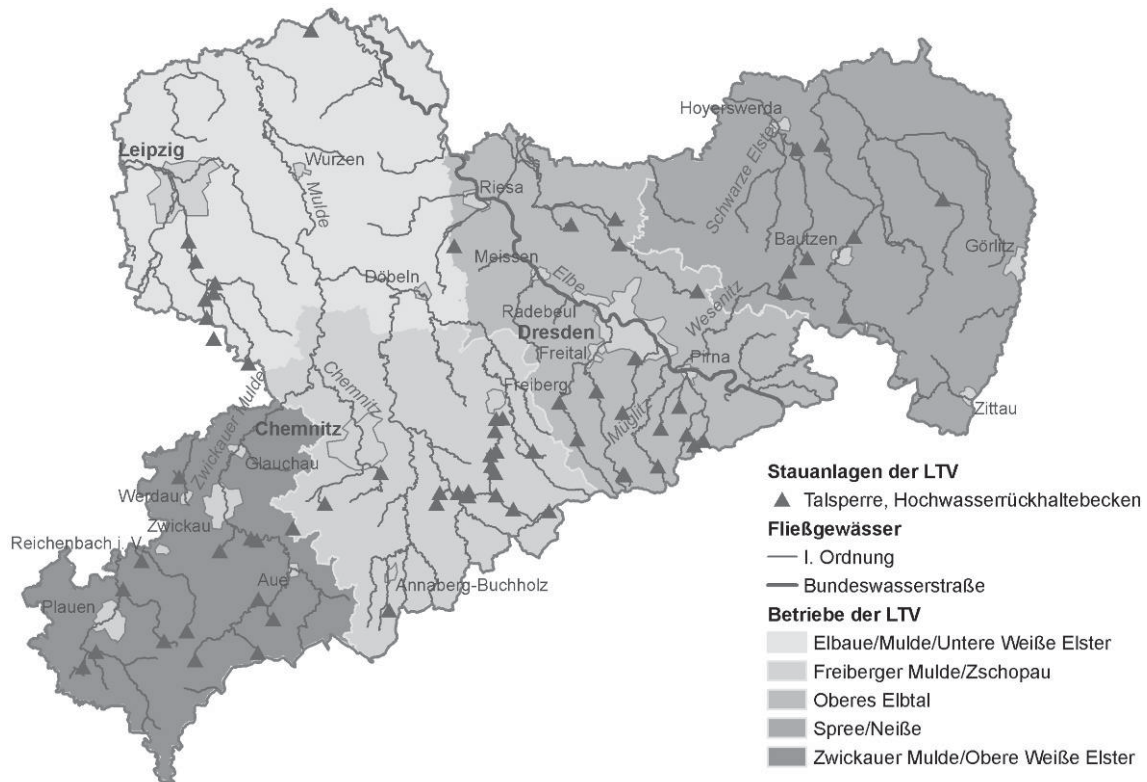 Hoyerswerda
Leipzig
Wurzen
Mulde
Schwarze Elster
Riesa
Bautzen
Görlitz
Meissen
Döbeln
Elbe
Wesenitz
Radebeul
Dresden
Freital
Pirna
Freiberg
Chemnitz
Müglitz
Zittau
Zwickauer Mulde
Chemnitz
Glauchau
Werdau
Zwickau
Reichenbach i. V.
Aue
Annaberg-Buchholz
Plauen
Stauanlagen der LTV
Talsperre, Hochwasserrückhaltebecken
Fließgewässer
I. Ordnung
Bundeswasserstraße
Betriebe der LTV
Elbaue/Mulde/Untere Weiße Elster
Freiberger Mulde/Zschopau
Oberes Elbtal
Spree/Neiße
Zwickauer Mulde/Obere Weiße Elster